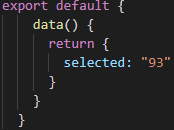 export default {
data() {
return {
selected: "93"
}
}
}